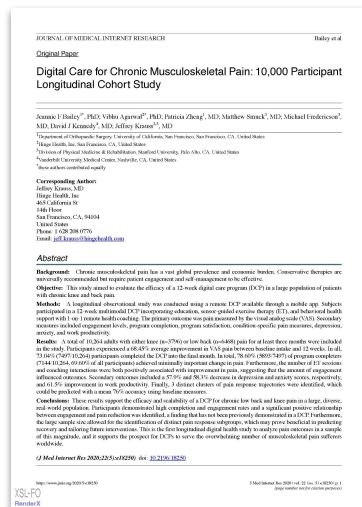 JOURNAL OF MEDICAL INTERNET RESEARCH Bailey et al
Original Paper
Digital Care for Chronic Musculoskeletal Pain: 10,000 Participant
Longitudinal Cohort Study
Jeannie F Bailey1*, PhD; Vibhu Agarwal2*, PhD; Patricia Zheng1, MD; Matthew Smuck3, MD; Michael Fredericson3,
MD; David J Kennedy4, MD; Jeffrey Krauss2,3, MD
1Department of Orthopaedic Surgery, University of California, San Francisco, San Francisco, CA, United States
2Hinge Health, Inc, San Francisco, CA, United States
3Division of Physical Medicine & Rehabilitation, Stanford University, Palo Alto, CA, United States
4Vanderbilt University Medical Center, Nashville, CA, United States
*these authors contributed equally
Corresponding Author:
Jeffrey Krauss, MD
Hinge Health, Inc
465 California St
14th Floor
San Francisco, CA, 94104
United States
Phone: 1 628 208 0776
Email: jeff.krauss@hingehealth.com
Abstract
Background: Chronic musculoskeletal pain has a vast global prevalence and economic burden. Conservative therapies are
universally recommended but require patient engagement and self-management to be effective.
Objective: This study aimed to evaluate the efficacy of a 12-week digital care program (DCP) in a large population of patients
with chronic knee and back pain.
Methods: A longitudinal observational study was conducted using a remote DCP available through a mobile app. Subjects
participated in a 12-week multimodal DCP incorporating education, sensor-guided exercise therapy (ET), and behavioral health
support with 1-on-1 remote health coaching. The primary outcome was pain measured by the visual analog scale (VAS). Secondary
measures included engagement levels, program completion, program satisfaction, condition-specific pain measures, depression,
anxiety, and work productivity.
Results: A total of 10,264 adults with either knee (n=3796) or low back (n=6468) pain for at least three months were included
in the study. Participants experienced a 68.45% average improvement in VAS pain between baseline intake and 12 weeks. In all,
73.04% (7497/10,264) participants completed the DCP into the final month. In total, 78.60% (5893/7497) of program completers
(7144/10,264, 69.60% of all participants) achieved minimally important change in pain. Furthermore, the number of ET sessions
and coaching interactions were both positively associated with improvement in pain, suggesting that the amount of engagement
influenced outcomes. Secondary outcomes included a 57.9% and 58.3% decrease in depression and anxiety scores, respectively,
and 61.5% improvement in work productivity. Finally, 3 distinct clusters of pain response trajectories were identified, which
could be predicted with a mean 76% accuracy using baseline measures.
Conclusions: These results support the efficacy and scalability of a DCP for chronic low back and knee pain in a large, diverse,
real-world population. Participants demonstrated high completion and engagement rates and a significant positive relationship
between engagement and pain reduction was identified, a finding that has not been previously demonstrated in a DCP. Furthermore,
the large sample size allowed for the identification of distinct pain response subgroups, which may prove beneficial in predicting
recovery and tailoring future interventions. This is the first longitudinal digital health study to analyze pain outcomes in a sample
of this magnitude, and it supports the prospect for DCPs to serve the overwhelming number of musculoskeletal pain sufferers
worldwide.
(J Med Internet Res 2020;22(5):e18250) doi: 10.2196/18250
https://www.jmir.org/2020/5/e18250 J Med Internet Res 2020 | vol. 22 | iss. 5 | e18250 | p. 1
(page number not for citation purposes)
XSL•FO
RenderX